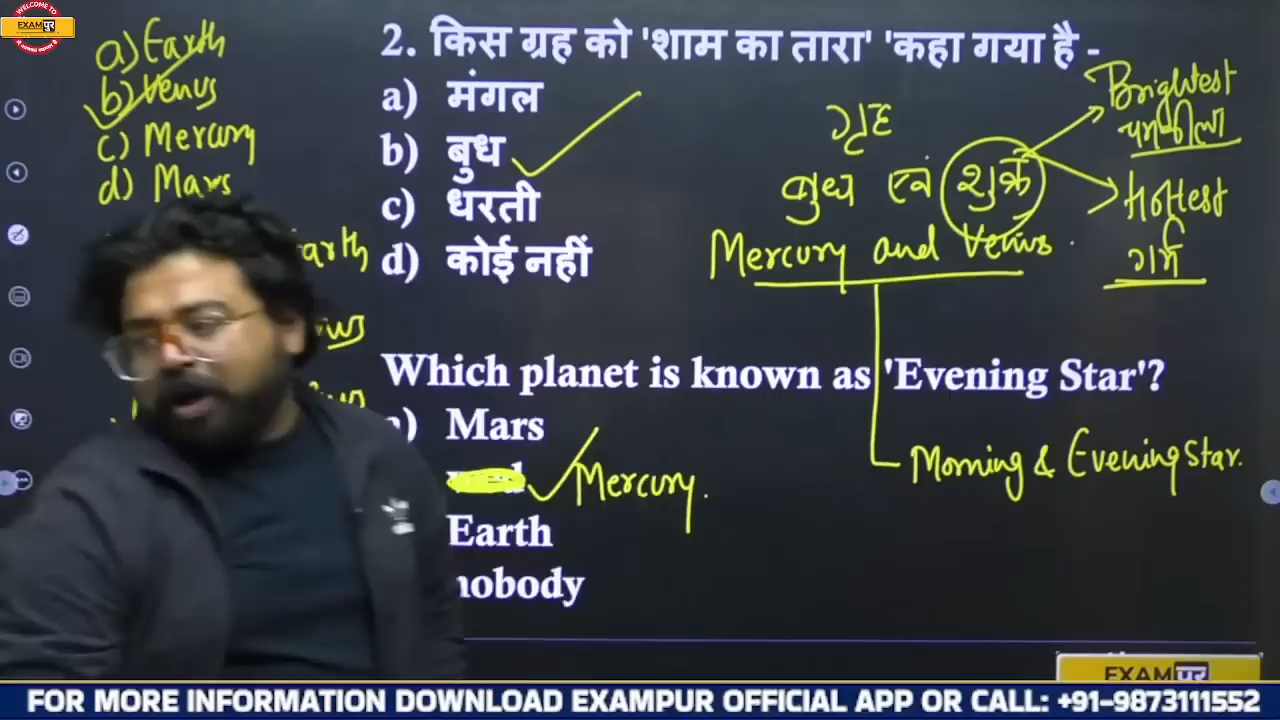 WELCOME TO
EXAMपुर
a) Earth
b) Venus
c) Mercury
d) Mars
2. किस ग्रह को 'शाम का तारा' 'कहा गया है -
a) मंगल
b) बुध
c) धरती
d) कोई नहीं
ग्रह
बुध एवं शुक्र
Mercury and Venus.
Brightest
चमकीला
Hottest
गर्म
Which planet is known as 'Evening Star'?
Mars
Mercury.
Earth
nobody
Morning & Evening Star.
EXAMपुर
FOR MORE INFORMATION DOWNLOAD EXAMPUR OFFICIAL APP OR CALL: +91-9873111552